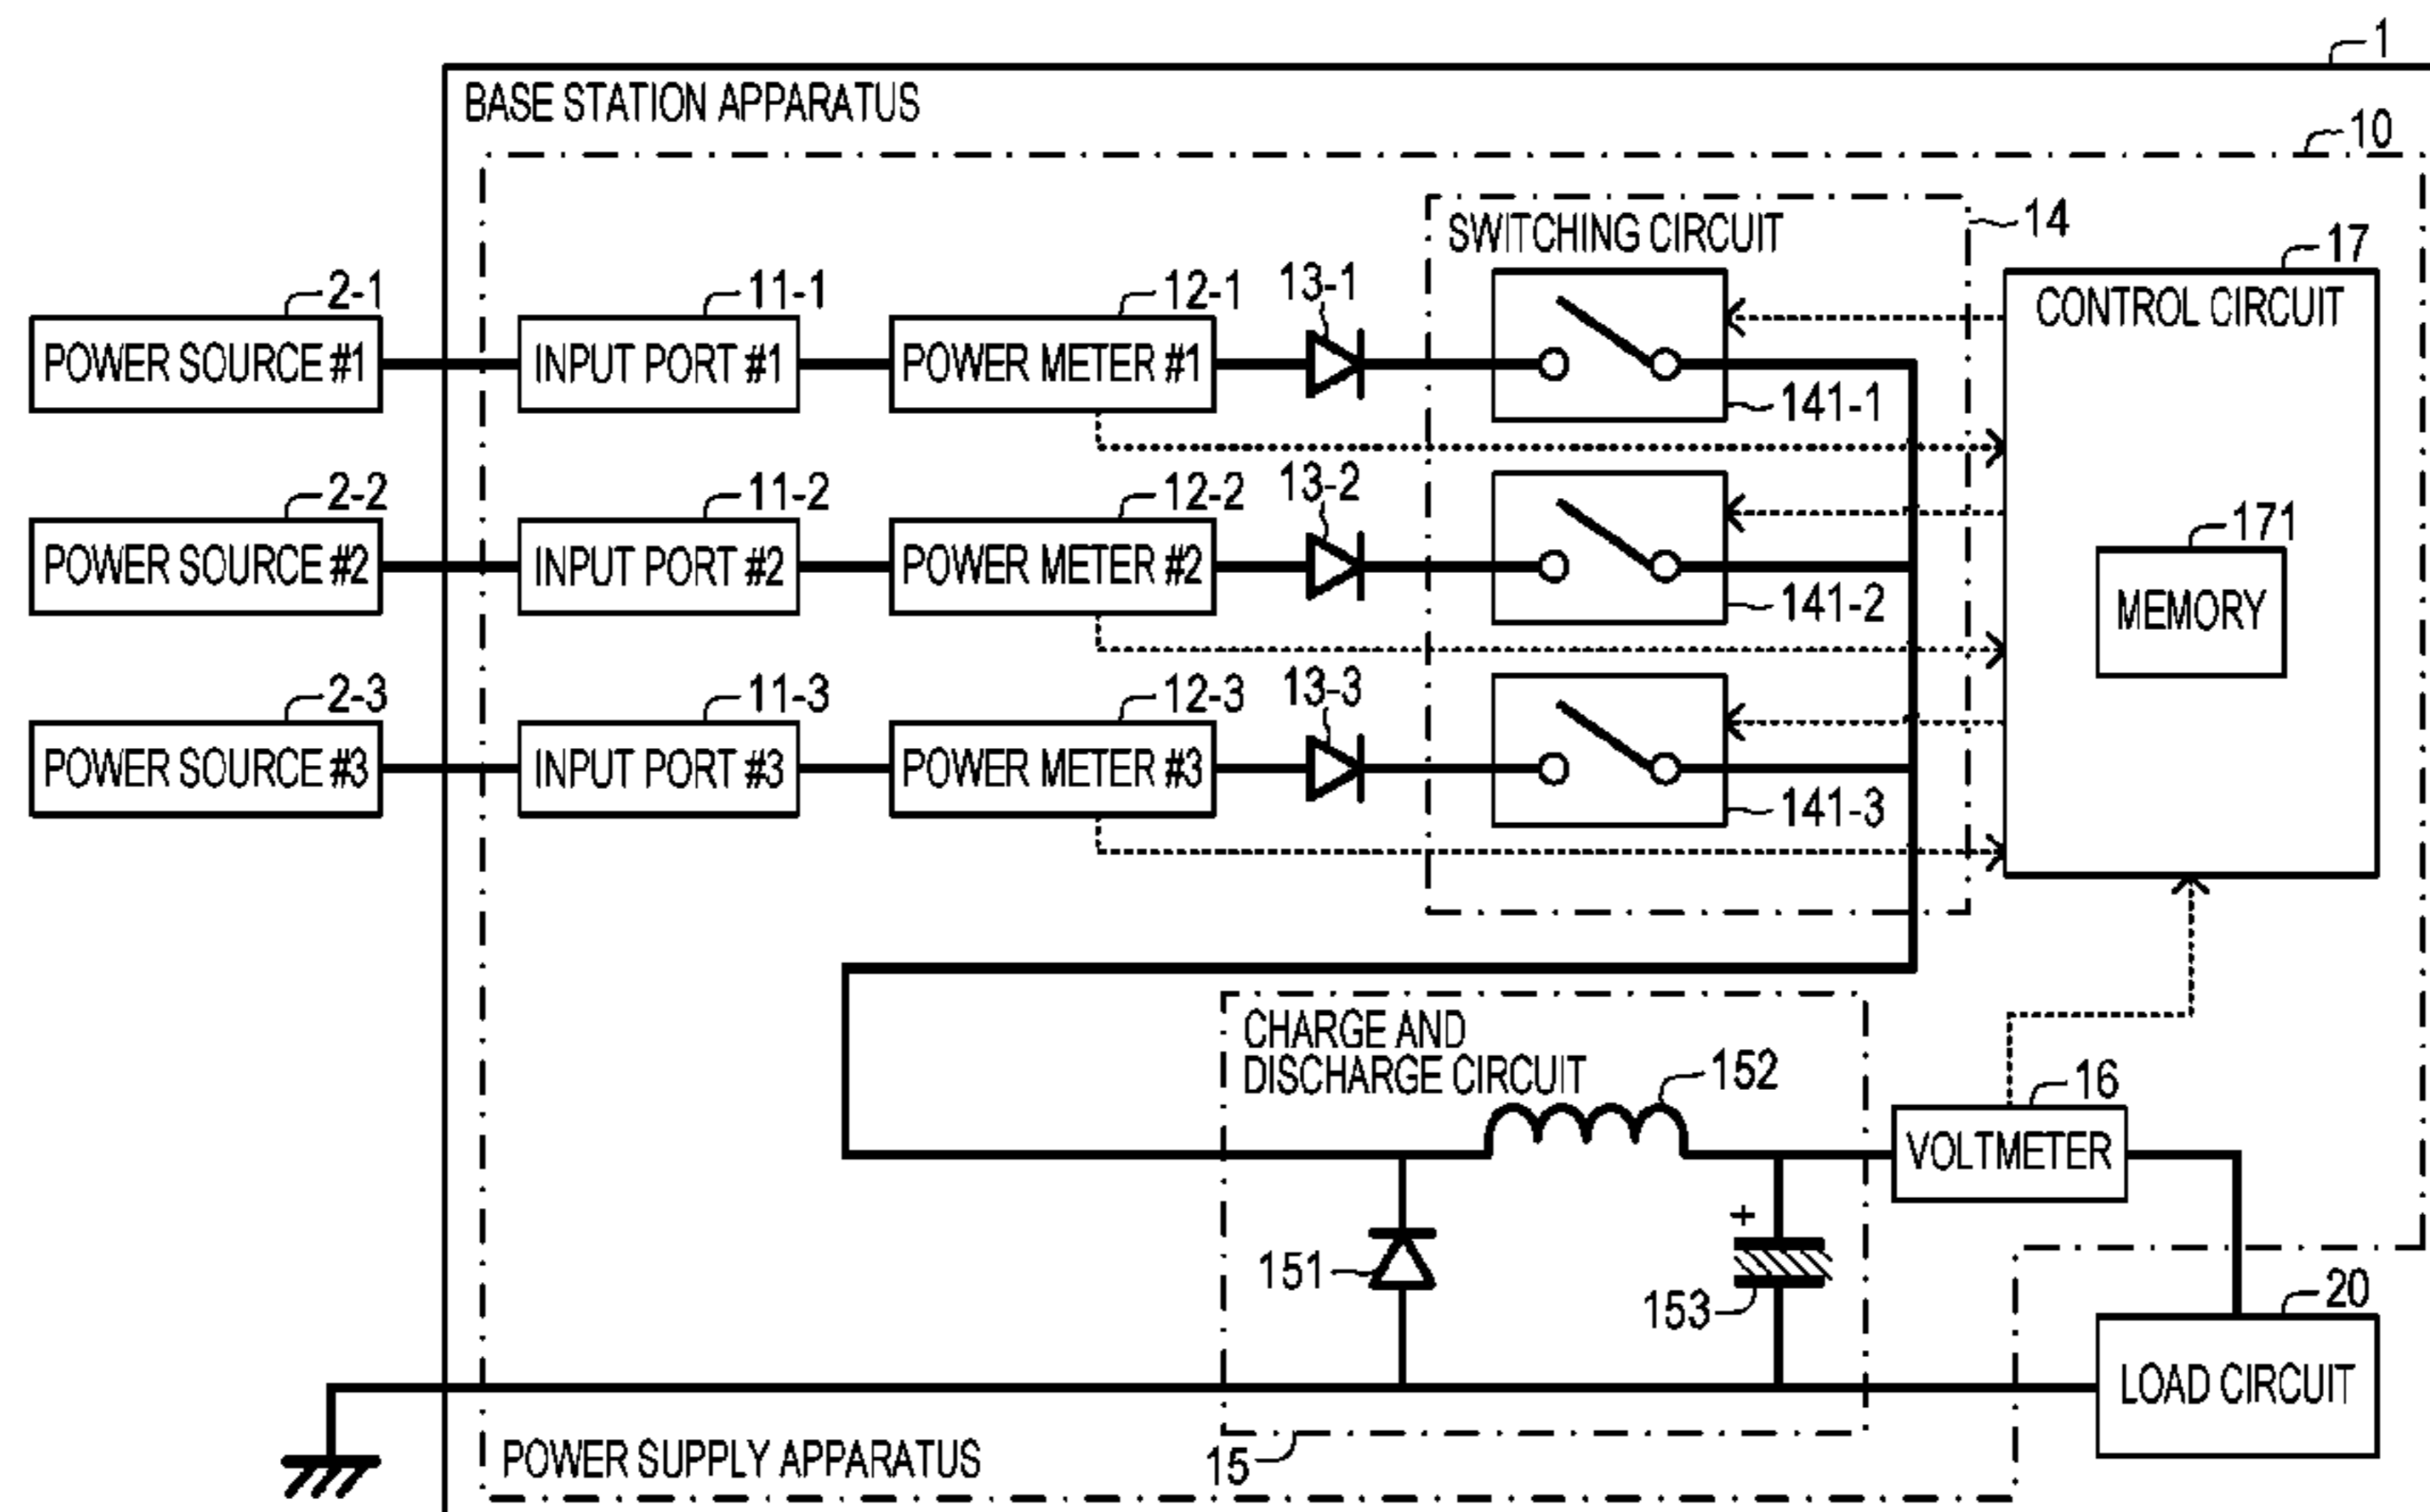 1
BASE STATION APPARATUS
10
SWITCHING CIRCUIT
14
17
CONTROL CIRCUIT
2-1
11-1
12-1
13-1
POWER SOURCE #1
INPUT PORT #1
POWER METER #1
141-1
2-2
11-2
12-2
13-2
POWER SOURCE #2
INPUT PORT #2
POWER METER #2
141-2
171
MEMORY
2-3
11-3
12-3
13-3
POWER SOURCE #3
INPUT PORT #3
POWER METER #3
141-3
CHARGE AND
DISCHARGE CIRCUIT
152
16
VOLTMETER
151
+
153
20
LOAD CIRCUIT
POWER SUPPLY APPARATUS
15